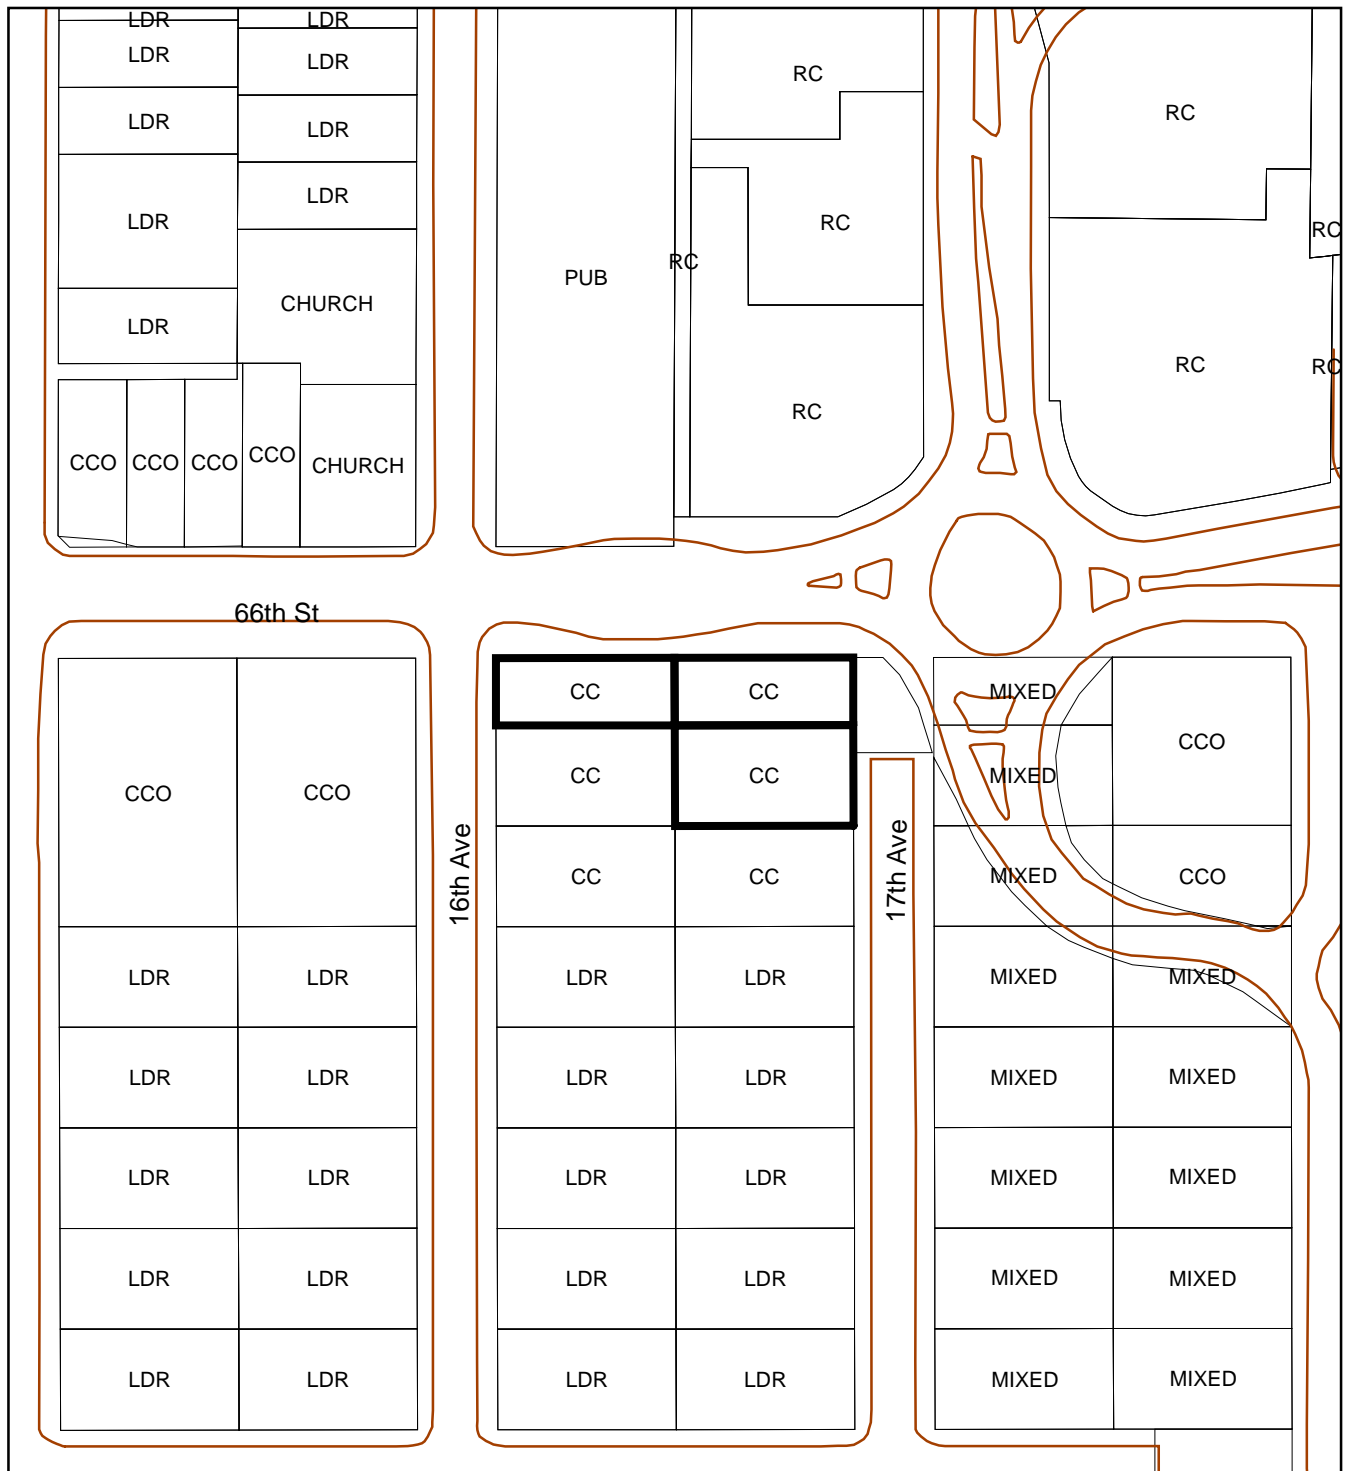 LDR LDR
LDR LDR RC
LDR LDR RC
LDR
LDR RC RC
PUB RC
CHURCH
LDR
RC RC
RC
CCO CCO CCO CCO CHURCH
66th St
CC CC MIXED
CCO
CC CC MIXED
CCO CCO
16th Ave
17th Ave
CC CC MIXED CCO
LDR LDR LDR LDR MIXED MIXED
LDR LDR LDR LDR MIXED MIXED
LDR LDR LDR LDR MIXED MIXED
LDR LDR LDR LDR MIXED MIXED
LDR LDR LDR LDR MIXED MIXED